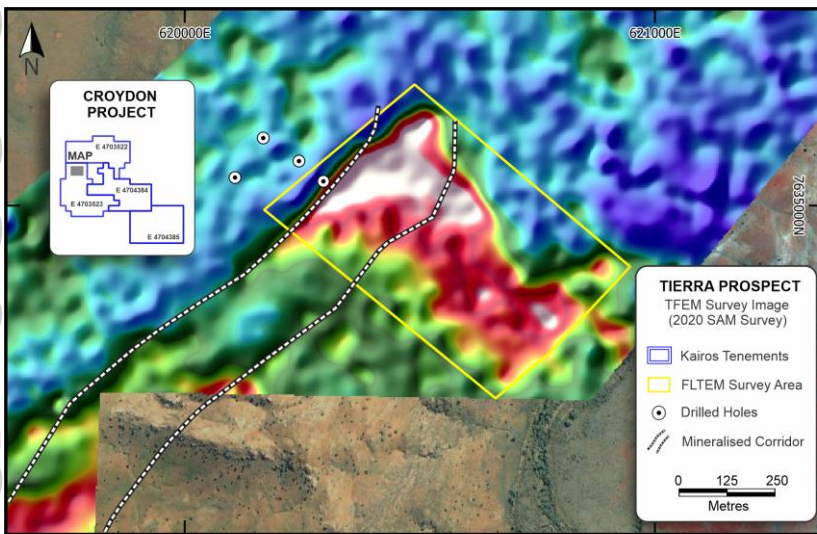 620000E
621000E
N
CROYDON
PROJECT
E 4703522
MAP
E 4704384
E 4703523
E 4704385
7635000N
TIERRA PROSPECT
TFEM Survey Image
(2020 SAM Survey)
Kairos Tenements
FLTEM Survey Area
Drilled Holes
Mineralised Corridor
0 125 250
Metres